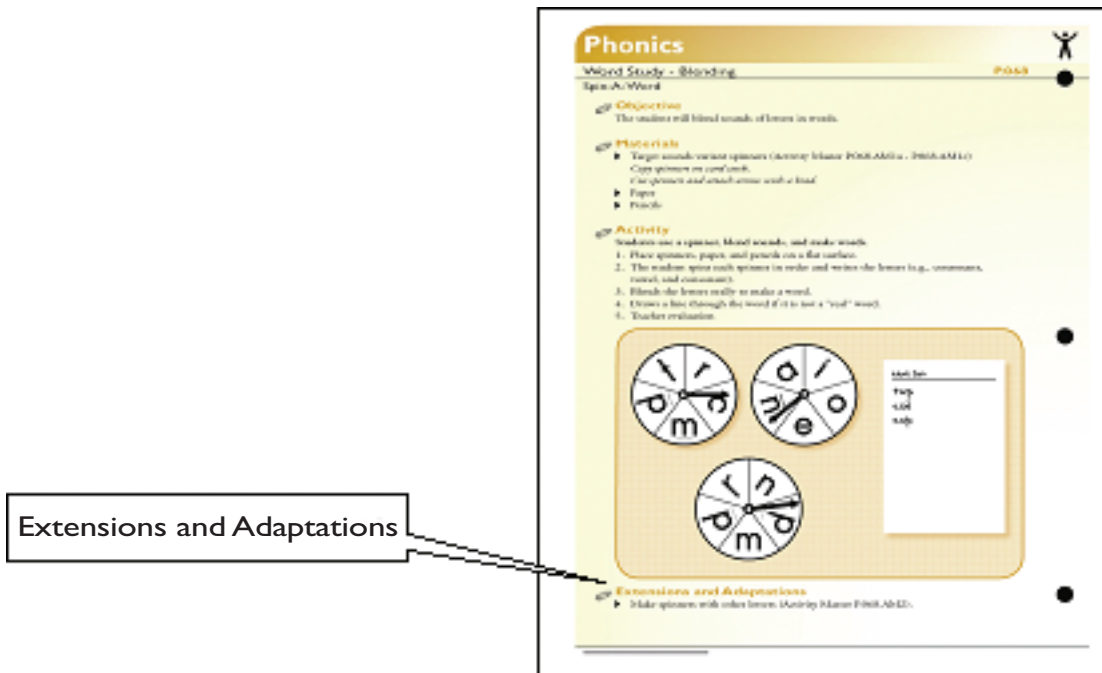 Phonics
Word Study - Blending P.068
Spin-A-Word
Objective
The student will blend sounds of letters in words.
Materials
Target sounds variant spinners (Activity Master P.068.AM1a - P.068.AM1c)
Copy spinners on card stock.
Cut spinners and attach arrows with a brad.
Paper
Pencils
Activity
Students use a spinner, blend sounds, and make words.
1. Place spinners, paper, and pencils on a flat surface.
2. The student spins each spinner in order and writes the letters (e.g., consonant,
vowel, and consonant).
3. Blends the letters orally to make a word.
4. Draws a line through the word if it is not a "real" word.
5. Teacher evaluation
t r c m p
a i o e u
r n p m d
Extensions and Adaptations
Extensions and Adaptations
Make spinners with other letters (Activity Master P.068.AM2).